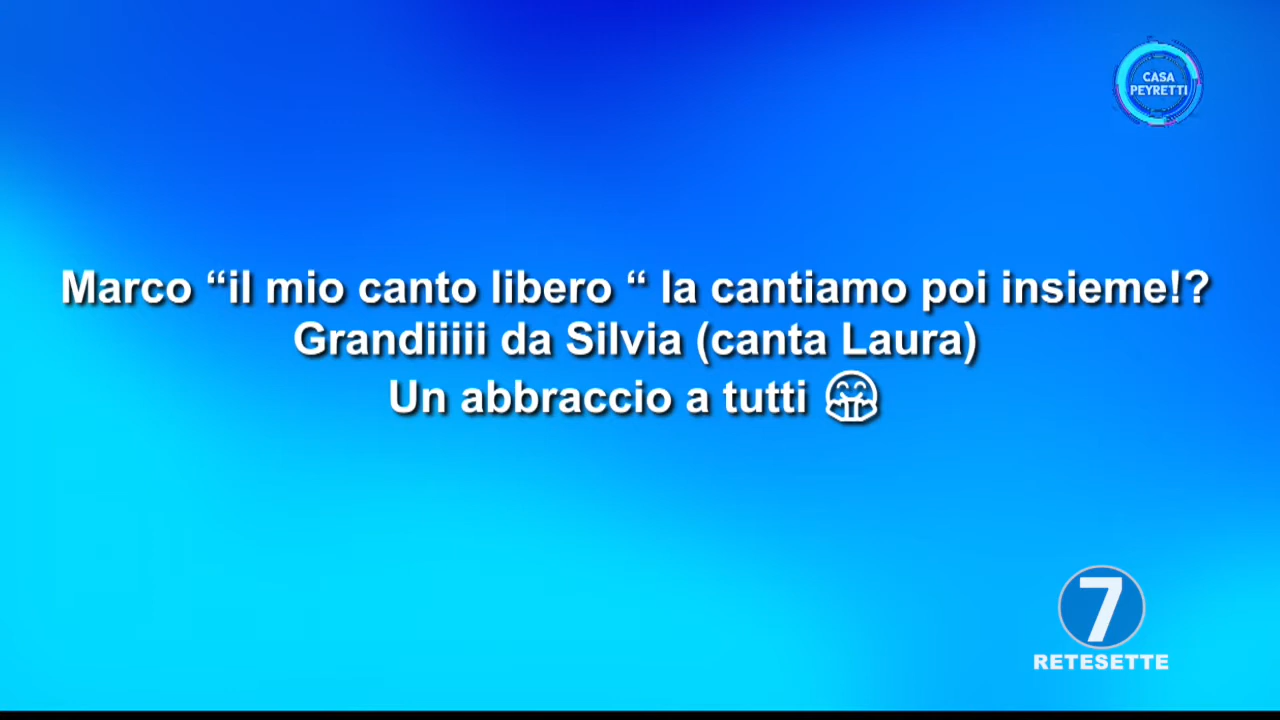 CASA
PEYRETTI
Marco “il mio canto libero “ la cantiamo poi insieme!?
Grandiiiii da Silvia (canta Laura)
Un abbraccio a tutti 🤗
7
RETESETTE